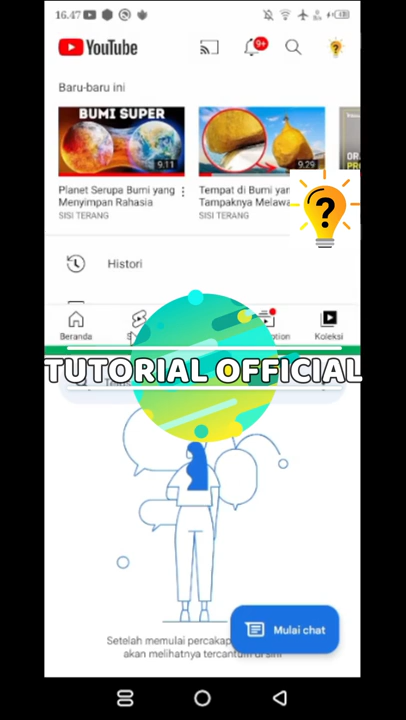 16.47
YouTube
9+
Baru-baru ini
BUMI SUPER
9.11
9.29
Planet Serupa Bumi yang
Menyimpan Rahasia
SISI TERANG
Tempat di Bumi yang
Tampaknya Melawa
SISI TERANG
?
Histori
Beranda
Koleksi
TUTORIAL OFFICIAL
Mulai chat
Setelah memulai percakap
akan melihatnya tercantum di sini